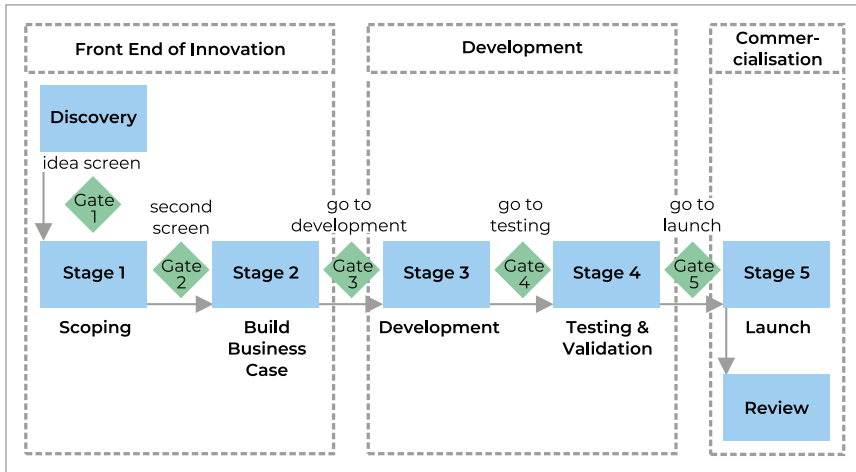 Front End of Innovation
Development
Commer-
cialisation
Discovery
idea screen
Gate
1
second
screen
go to
development
go to
testing
go to
launch
Stage 1
Gate
2
Stage 2
Gate
3
Stage 3
Gate
4
Stage 4
Gate
5
Stage 5
Scoping
Build
Business
Case
Development
Testing &
Validation
Launch
Review